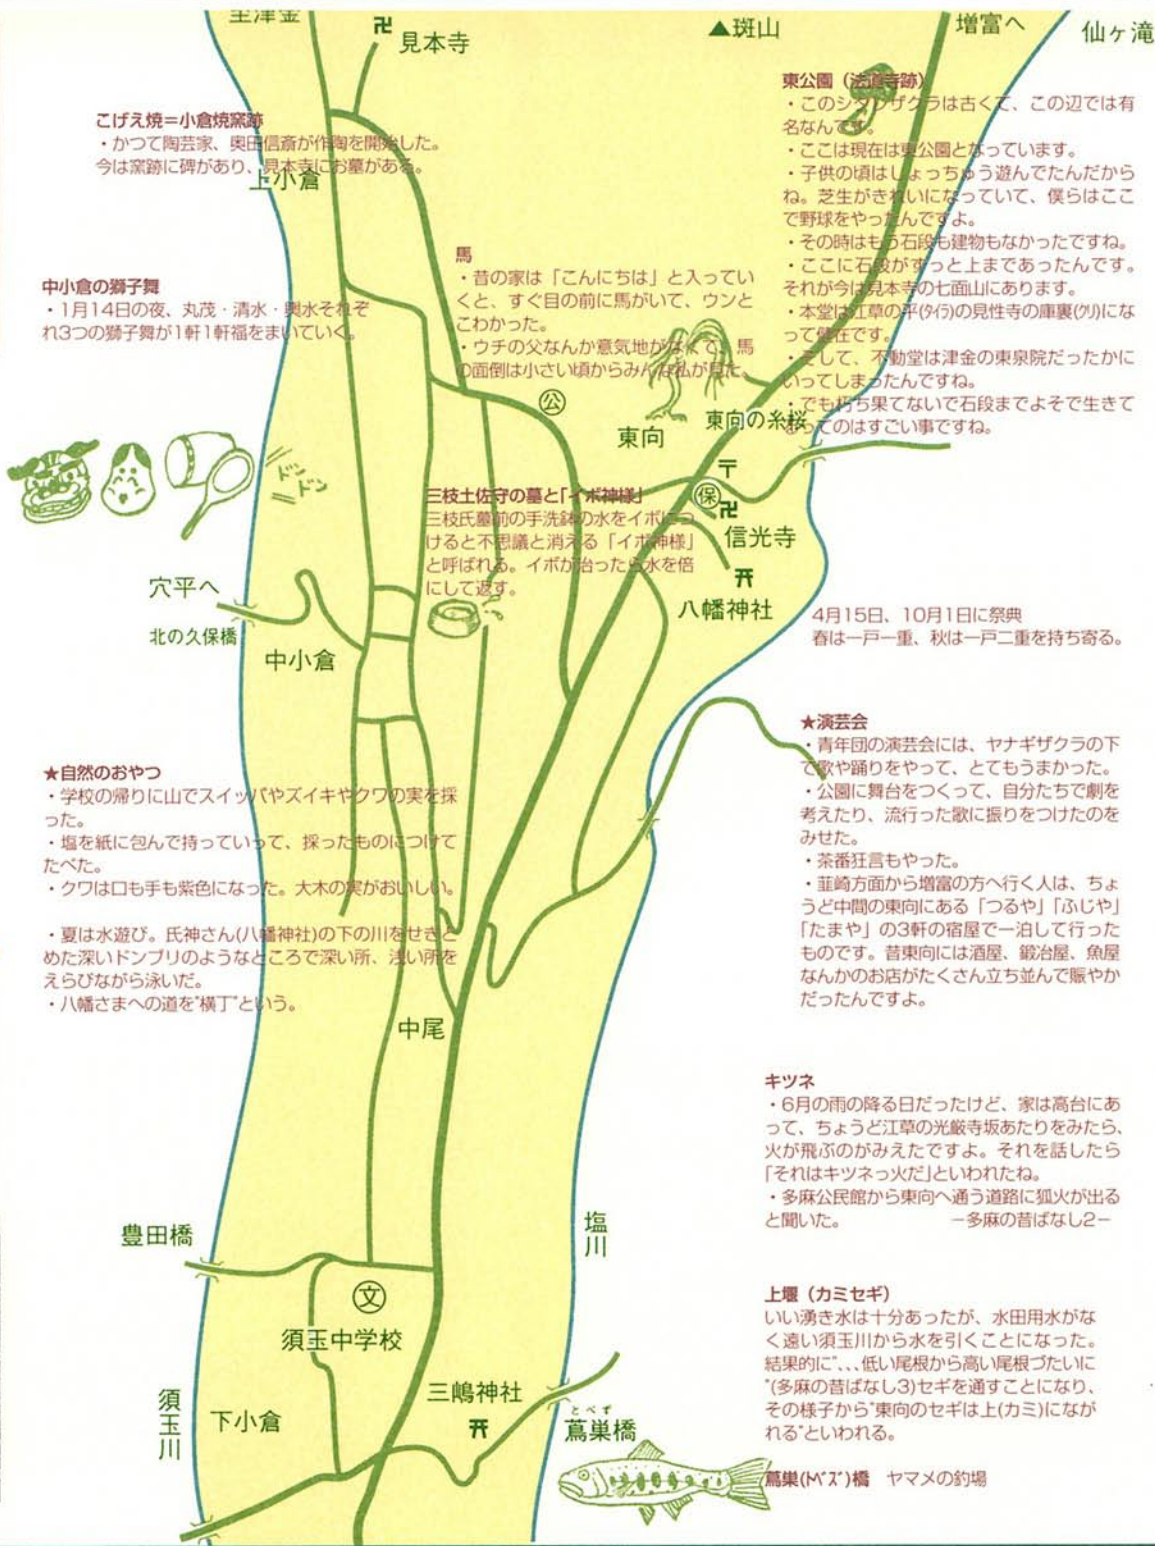 至津金
卍
見本寺
▲斑山
増富へ
仙ヶ滝
こげえ焼=小倉焼窯跡
・かつて陶芸家、奥田信斎が作陶を開始した。
今は窯跡に碑があり、見本寺にお墓がある。
上小倉
東公園(法道寺跡)
・このシダレザクラは古くて、この辺では有
名なんです。
・ここは現在は東公園となっています。
・子供の頃はしょっちゅう遊んでたんだから
ね。芝生がきれいになっていて、僕らはここ
で野球をやったんですよ。
・その時はもう石段も建物もなかったですね。
・ここに石段がずっと上まであったんです。
それが今は見本寺の七面山にあります。
・本堂は江草の平(タイラ)の見性寺の庫裏(クリ)にな
って健在です。
・そして、不動堂は津金の東泉院だったかに
いってしまったんですね。
・でも朽ち果てないで石段までよそで生きて
るってのはすごい事ですね。
中小倉の獅子舞
・1月14日の夜、丸茂・清水・輿水それぞ
れ3つの獅子舞が1軒1軒福をまいていく。
馬
・昔の家は「こんにちは」と入ってい
くと、すぐ目の前に馬がいて、ウンと
こわかった。
・ウチの父なんか意気地がなくて、馬
の面倒は小さい頃からみんな私が見た。
公
東向
東向の糸桜
〒
保
卍
信光寺
八幡神社
ドンドン
三枝土佐守の墓と「イボ神様」
三枝氏墓前の手洗鉢の水をイボにつ
けると不思議と消える「イボ神様」
と呼ばれる。イボが治ったら水を倍
にして返す。
穴平へ
北の久保橋
中小倉
4月15日、10月1日に祭典
春は一戸一重、秋は一戸二重を持ち寄る。
★演芸会
・青年団の演芸会には、ヤナギザクラの下
で歌や踊りをやって、とてもうまかった。
・公園に舞台をつくって、自分たちで劇を
考えたり、流行った歌に振りをつけたのを
みせた。
・茶番狂言もやった。
・韮崎方面から増富の方へ行く人は、ちょ
うど中間の東向にある「つるや」「ふじや」
「たまや」の3軒の宿屋で一泊して行った
ものです。昔東向には酒屋、鍛冶屋、魚屋
なんかのお店がたくさん立ち並んで賑やか
だったんですよ。
★自然のおやつ
・学校の帰りに山でスイッパやズイキやクワの実を採
った。
・塩を紙に包んで持っていって、採ったものにつけて
たべた。
・クワは口も手も紫色になった。大木の実がおいしい。
・夏は水遊び。氏神さん(八幡神社)の下の川をせきと
めた深いドンブリのようなところで深い所、浅い所を
えらびながら泳いだ。
・八幡さまへの道を"横丁"という。
中尾
キツネ
・6月の雨の降る日だったけど、家は高台にあ
って、ちょうど江草の光厳寺坂あたりをみたら、
火が飛ぶのがみえたですよ。それを話したら
「それはキツネっ火だ」といわれたね。
・多麻公民館から東向へ通う道路に狐火が出る
と聞いた。 －多麻の昔ばなし2－
豊田橋
塩川
文
須玉中学校
上堰(カミセギ)
いい湧き水は十分あったが、水田用水がな
く遠い須玉川から水を引くことになった。
結果的に"...低い尾根から高い尾根づたいに
"(多麻の昔ばなし3)セギを通すことになり、
その様子から"東向のセギは上(カミ)になが
れる"といわれる。
須玉川
下小倉
三嶋神社
とべず
蔦巣橋
蔦巣(トベズ)橋 ヤマメの釣場